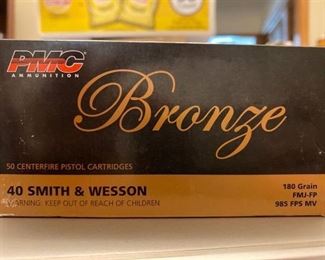 PMC
AMMUNITION
Bronze
50 CENTERFIRE PISTOL CARTRIDGES
40 SMITH & WESSON
WARNING: KEEP OUT OF REACH OF CHILDREN
180 Grain
FMJ-FP
985 FPS MV